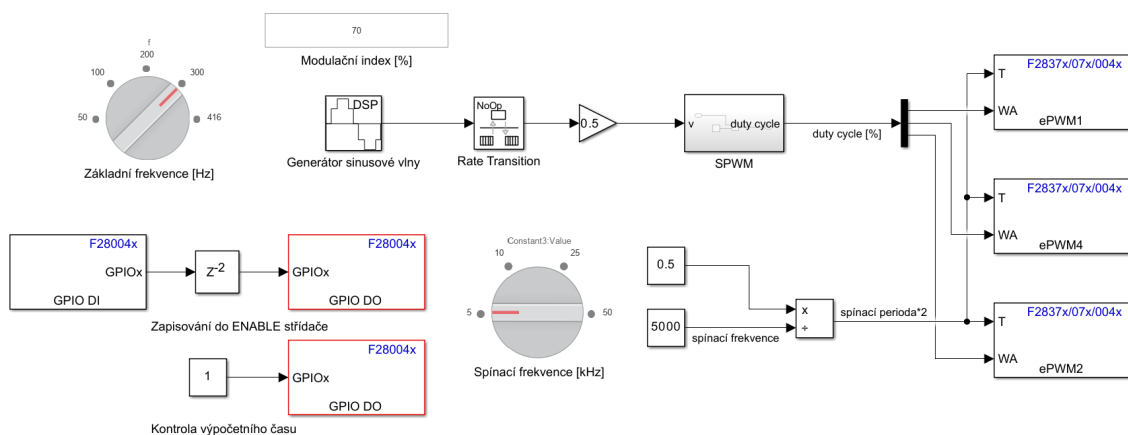 f
50
100
200
300
416
Základní frekvence [Hz]
70
Modulační index [%]
DSP
Generátor sinusové vlny
NoOp
Rate Transition
0.5
v
duty cycle
SPWM
duty cycle [%]
F2837x/07x/004x
T
WA
ePWM1
F2837x/07x/004x
T
WA
ePWM4
F2837x/07x/004x
T
WA
ePWM2
F28004x
GPIOx
GPIO DI
Z-2
F28004x
GPIOx
GPIO DO
Zapisování do ENABLE střídače
1
F28004x
GPIOx
GPIO DO
Kontrola výpočetního času
Constant3:Value
5
10
25
50
Spínací frekvence [kHz]
0.5
5000
spínací frekvence
x
÷
spínací perioda*2